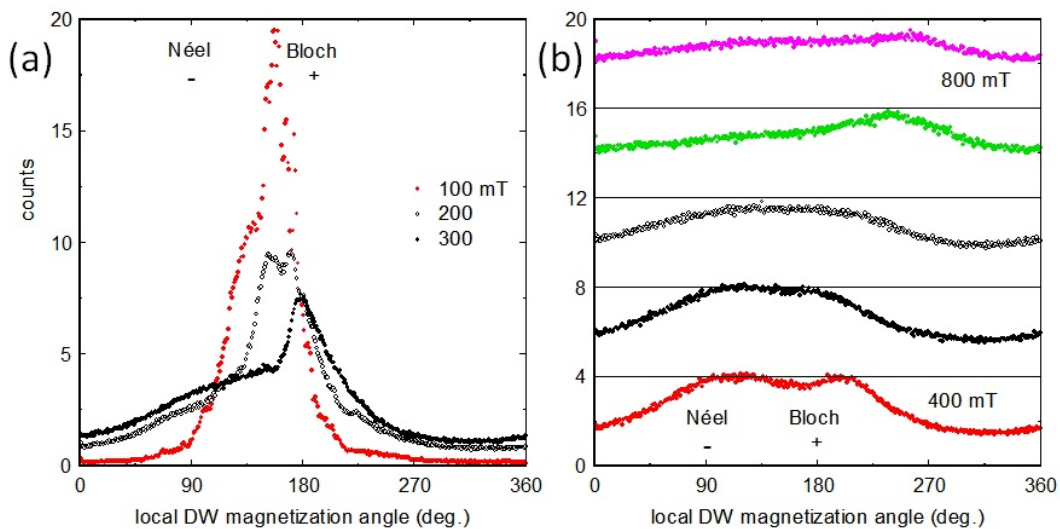 (a)
Néel
-
Bloch
+
100 mT
200
300
counts
20
15
10
5
0
0 90 180 270 360
local DW magnetization angle (deg.)
(b)
800 mT
400 mT
Néel
-
Bloch
+
20
16
12
8
4
0
0 90 180 270 360
local DW magnetization angle (deg.)